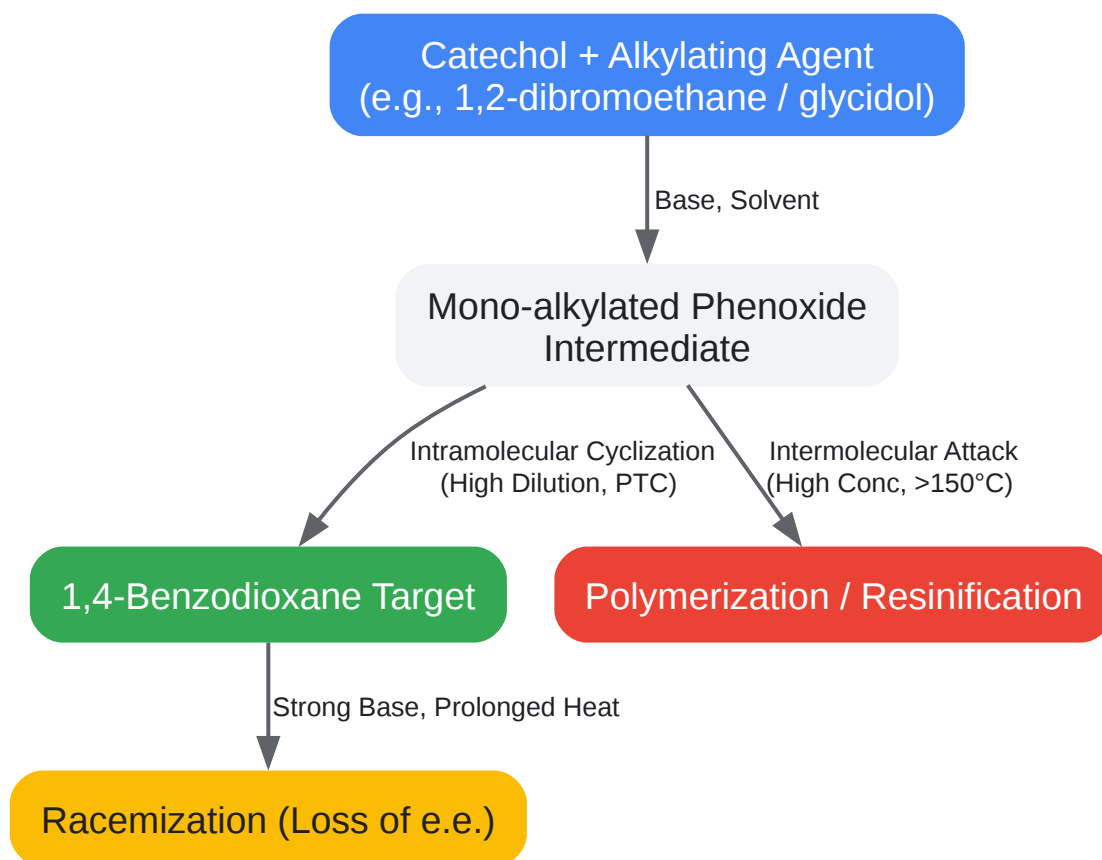 Catechol + Alkylating Agent
(e.g., 1,2-dibromoethane / glycidol)
Base, Solvent
Mono-alkylated Phenoxide
Intermediate
Intramolecular Cyclization
(High Dilution, PTC)
Intermolecular Attack
(High Conc, >150°C)
1,4-Benzodioxane Target
Polymerization / Resinification
Strong Base, Prolonged Heat
Racemization (Loss of e.e.)